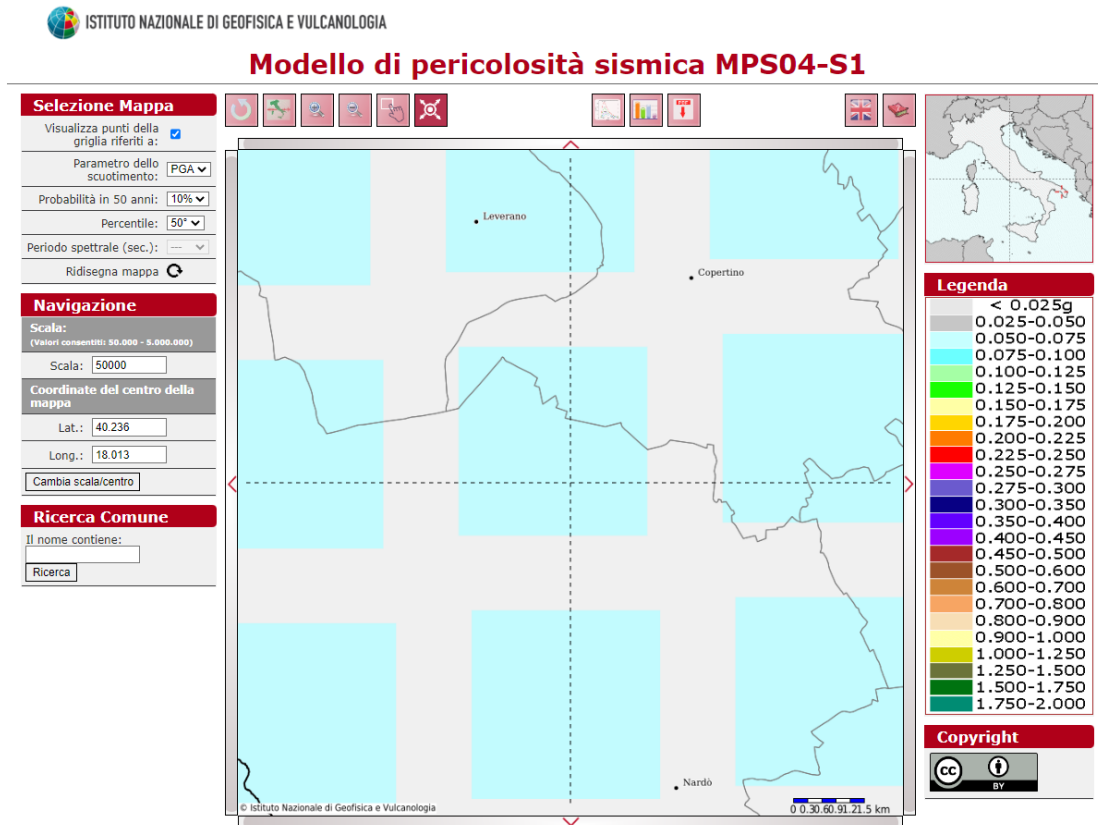 ISTITUTO NAZIONALE DI GEOFISICA E VULCANOLOGIA
Modello di pericolosità sismica MPS04-S1
Selezione Mappa
Visualizza punti della
griglia riferiti a:
Parametro dello
scuotimento: PGA
Probabilità in 50 anni: 10%
Percentile: 50°
Periodo spettrale (sec.): ---
Ridisegna mappa
Navigazione
Scala:
(Valori consentiti: 50.000 - 5.000.000)
Scala: 50000
Coordinate del centro della
mappa
Lat.: 40.236
Long.: 18.013
Cambia scala/centro
Ricerca Comune
Il nome contiene:
Ricerca
PDF
Leverano
Copertino
Nardò
© Istituto Nazionale di Geofisica e Vulcanologia
0 0.30.60.91.21.5 km
Legenda
< 0.025g
0.025-0.050
0.050-0.075
0.075-0.100
0.100-0.125
0.125-0.150
0.150-0.175
0.175-0.200
0.200-0.225
0.225-0.250
0.250-0.275
0.275-0.300
0.300-0.350
0.350-0.400
0.400-0.450
0.450-0.500
0.500-0.600
0.600-0.700
0.700-0.800
0.800-0.900
0.900-1.000
1.000-1.250
1.250-1.500
1.500-1.750
1.750-2.000
Copyright
cc
BY